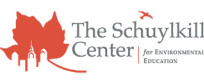 The Schuylkill
Center for Environmental
Education